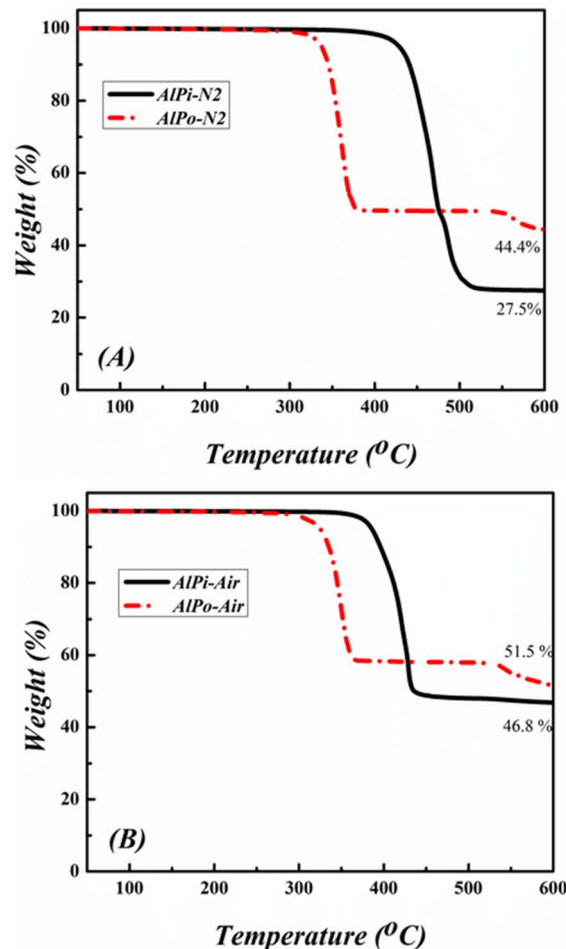 100
80
60
40
20
0
Weight (%)
AlPi-N2
AlPo-N2
44.4%
27.5%
(A)
100 200 300 400 500 600
Temperature (°C)
100
80
60
40
20
0
Weight (%)
AlPi-Air
AlPo-Air
51.5 %
46.8 %
(B)
100 200 300 400 500 600
Temperature (°C)